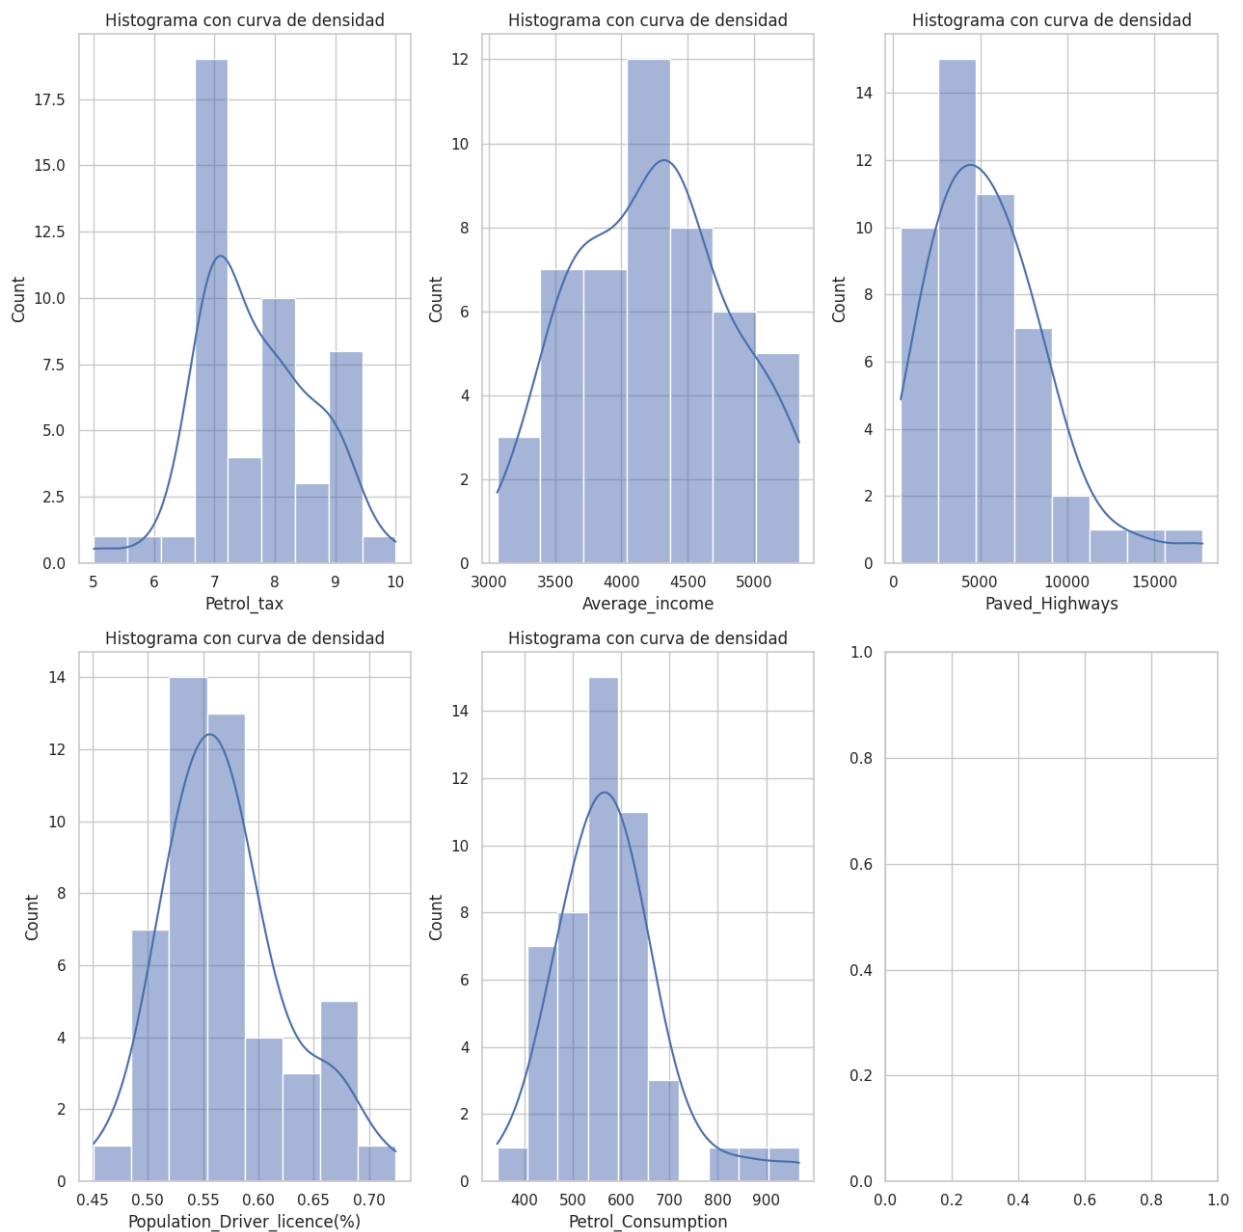 Histograma con curva de densidad
Count
17.5
15.0
12.5
10.0
7.5
5.0
2.5
0.0
5 6 7 8 9 10
Petrol_tax
Histograma con curva de densidad
Count
12
10
8
6
4
2
0
3000 3500 4000 4500 5000
Average_income
Histograma con curva de densidad
Count
14
12
10
8
6
4
2
0
0 5000 10000 15000
Paved_Highways
Histograma con curva de densidad
Count
14
12
10
8
6
4
2
0
0.45 0.50 0.55 0.60 0.65 0.70
Population_Driver_licence(%)
Histograma con curva de densidad
Count
14
12
10
8
6
4
2
0
400 500 600 700 800 900
Petrol_Consumption
1.0
0.8
0.6
0.4
0.2
0.0
0.0 0.2 0.4 0.6 0.8 1.0